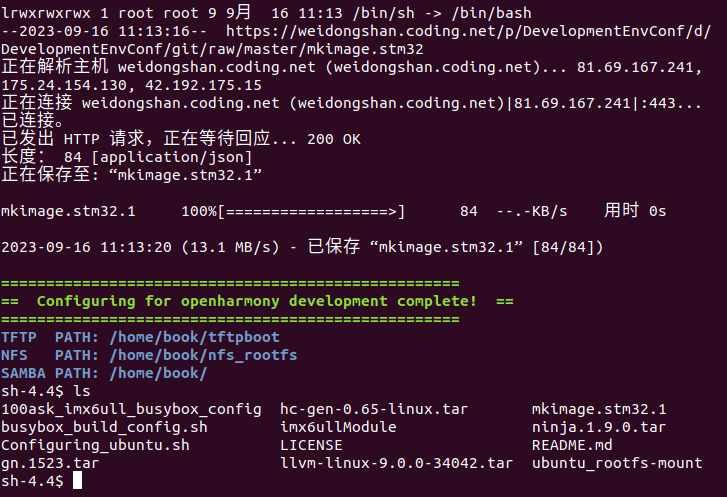 lrwxrwxrwx 1 root root 9 9月  16 11:13 /bin/sh -> /bin/bash
--2023-09-16 11:13:16--  https://weidongshan.coding.net/p/DevelopmentEnvConf/d/
DevelopmentEnvConf/git/raw/master/mkimage.stm32
正在解析主机 weidongshan.coding.net (weidongshan.coding.net)... 81.69.167.241,
175.24.154.130, 42.192.175.15
正在连接 weidongshan.coding.net (weidongshan.coding.net)|81.69.167.241|:443...
已连接。
已发出 HTTP 请求，正在等待回应... 200 OK
长度： 84 [application/json]
正在保存至: “mkimage.stm32.1”
mkimage.stm32.1     100%[==================>]      84  --.-KB/s    用时 0s
2023-09-16 11:13:20 (13.1 MB/s) - 已保存 “mkimage.stm32.1” [84/84])
===================================================
==  Configuring for openharmony development complete!  ==
===================================================
TFTP  PATH: /home/book/tftpboot
NFS   PATH: /home/book/nfs_rootfs
SAMBA PATH: /home/book/
sh-4.4$ ls
100ask_imx6ull_busybox_config  hc-gen-0.65-linux.tar       mkimage.stm32.1
busybox_build_config.sh        imx6ullModule               ninja.1.9.0.tar
Configuring_ubuntu.sh          LICENSE                     README.md
gn.1523.tar                    llvm-linux-9.0.0-34042.tar  ubuntu_rootfs-mount
sh-4.4$